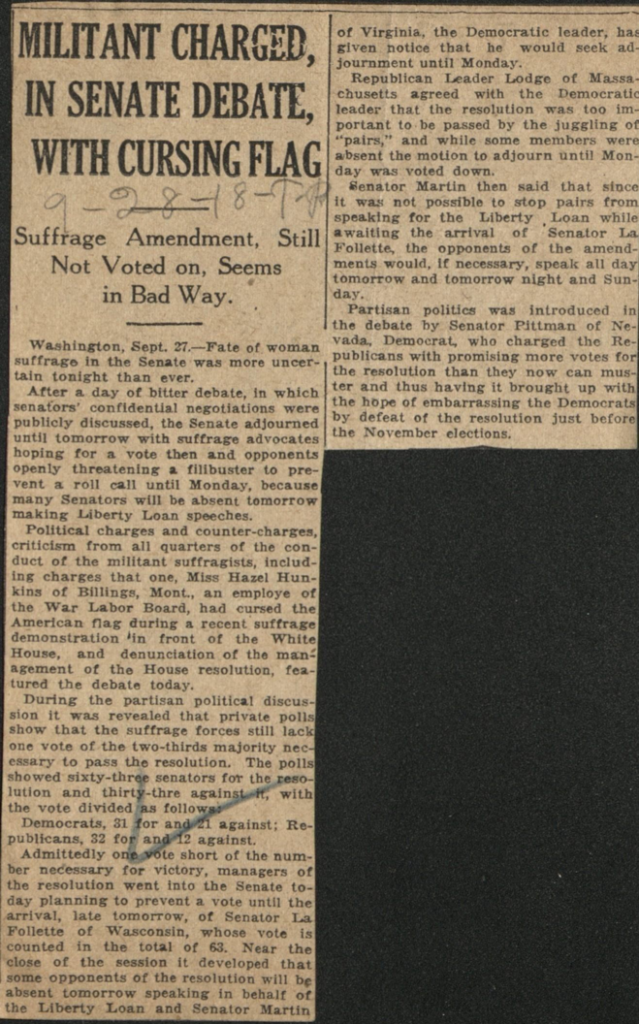 MILITANT CHARGED,
IN SENATE DEBATE,
WITH CURSING FLAG
9-28-18-T-P
Suffrage Amendment, Still
Not Voted on, Seems
in Bad Way.
Washington, Sept. 27.—Fate of woman
suffrage in the Senate was more uncer-
tain tonight than ever.
After a day of bitter debate, in which
senators' confidential negotiations were
publicly discussed, the Senate adjourned
until tomorrow with suffrage advocates
hoping for a vote then and opponents
openly threatening a filibuster to pre-
vent a roll call until Monday, because
many Senators will be absent tomorrow
making Liberty Loan speeches.
Political charges and counter-charges,
criticism from all quarters of the con-
duct of the militant suffragists, includ-
ing charges that one, Miss Hazel Hun-
kins of Billings, Mont., an employe of
the War Labor Board, had cursed the
American flag during a recent suffrage
demonstration in front of the White
House, and denunciation of the man-
agement of the House resolution, fea-
tured the debate today.
During the partisan political discus-
sion it was revealed that private polls
show that the suffrage forces still lack
one vote of the two-thirds majority nec-
essary to pass the resolution. The polls
showed sixty-three senators for the reso-
lution and thirty-thre against it, with
the vote divided as follows:
Democrats, 31 for and 21 against; Re-
publicans, 32 for and 12 against.
Admittedly one vote short of the num-
ber necessary for victory, managers of
the resolution went into the Senate to-
day planning to prevent a vote until the
arrival, late tomorrow, of Senator La
Follette of Wasconsin, whose vote is
counted in the total of 63. Near the
close of the session it developed that
some opponents of the resolution will be
absent tomorrow speaking in behalf of
the Liberty Loan and Senator Martin
of Virginia, the Democratic leader, has
given notice that he would seek ad-
journment until Monday.
Republican Leader Lodge of Massa-
chusetts agreed with the Democratic
leader that the resolution was too im-
portant to be passed by the juggling of
"pairs," and while some members were
absent the motion to adjourn until Mon-
day was voted down.
Senator Martin then said that since
it was not possible to stop pairs from
speaking for the Liberty Loan while
awaiting the arrival of Senator La
Follette, the opponents of the amend-
ments would, if necessary, speak all day
tomorrow and tomorrow night and Sun-
day.
Partisan politics was introduced in
the debate by Senator Pittman of Ne-
vada, Democrat, who charged the Re-
publicans with promising more votes for
the resolution than they now can mus-
ter and thus having it brought up with
the hope of embarrassing the Democrats
by defeat of the resolution just before
the November elections.